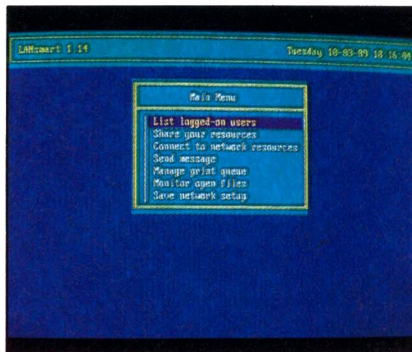 LANsmart 1.14 Tuesday 10-03-89 18:16:04
Main Menu
List logged-on users
Share your resources
Connect to network resources
Send message
Manage print queue
Monitor open files
Save network setup